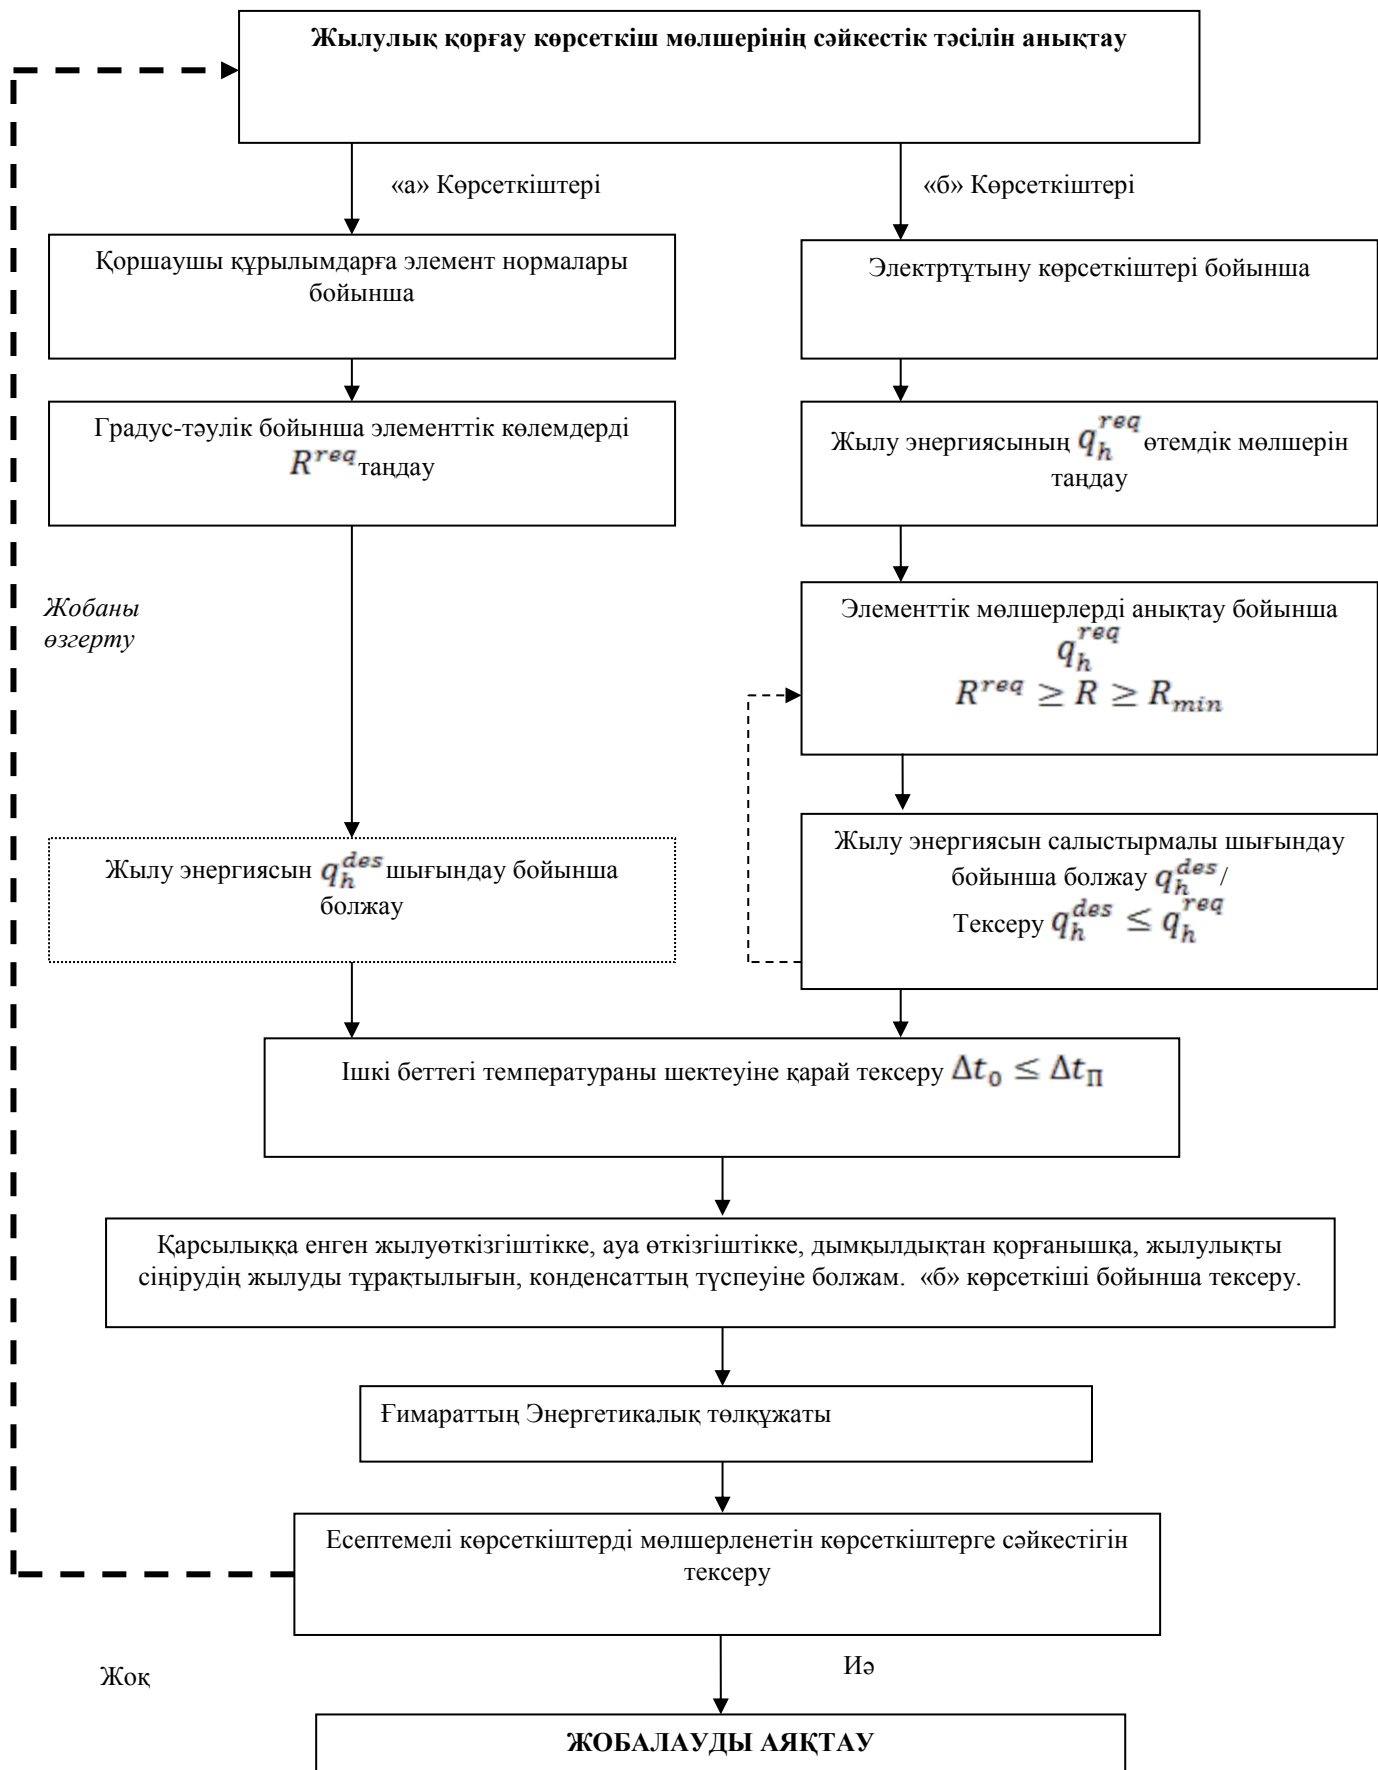 Жылулық қорғау көрсеткіш мөлшерінің сәйкестік тәсілін анықтау
«а» Көрсеткіштері
«б» Көрсеткіштері
Қоршаушы құрылымдарға элемент нормалары
бойынша
Электртұтыну көрсеткіштері бойынша
Градус-тәулік бойынша элементтік көлемдерді
R^{req} таңдау
Жылу энергиясының q_h^{req} өтемдік мөлшерін
таңдау
Жобаны
өзгерту
Элементтік мөлшерлерді анықтау бойынша
q_h^{req}
R^{req} ≥ R ≥ R_{min}
Жылу энергиясын q_h^{des} шығындау бойынша
болжау
Жылу энергиясын салыстырмалы шығындау
бойынша болжау q_h^{des}/
Тексеру q_h^{des} ≤ q_h^{req}
Ішкі беттегі температураны шектеуіне қарай тексеру Δt_0 ≤ Δt_П
Қарсылыққа енген жылуөткізгіштікке, ауа өткізгіштікке, дымқылдықтан қорғанышқа, жылулықты
сіңірудің жылуды тұрақтылығын, конденсаттың түспеуіне болжам. «б» көрсеткіші бойынша тексеру.
Ғимараттың Энергетикалық төлқұжаты
Есептемелі көрсеткіштерді мөлшерленетін көрсеткіштерге сәйкестігін
тексеру
Жоқ
Иә
ЖОБАЛАУДЫ АЯҚТАУ